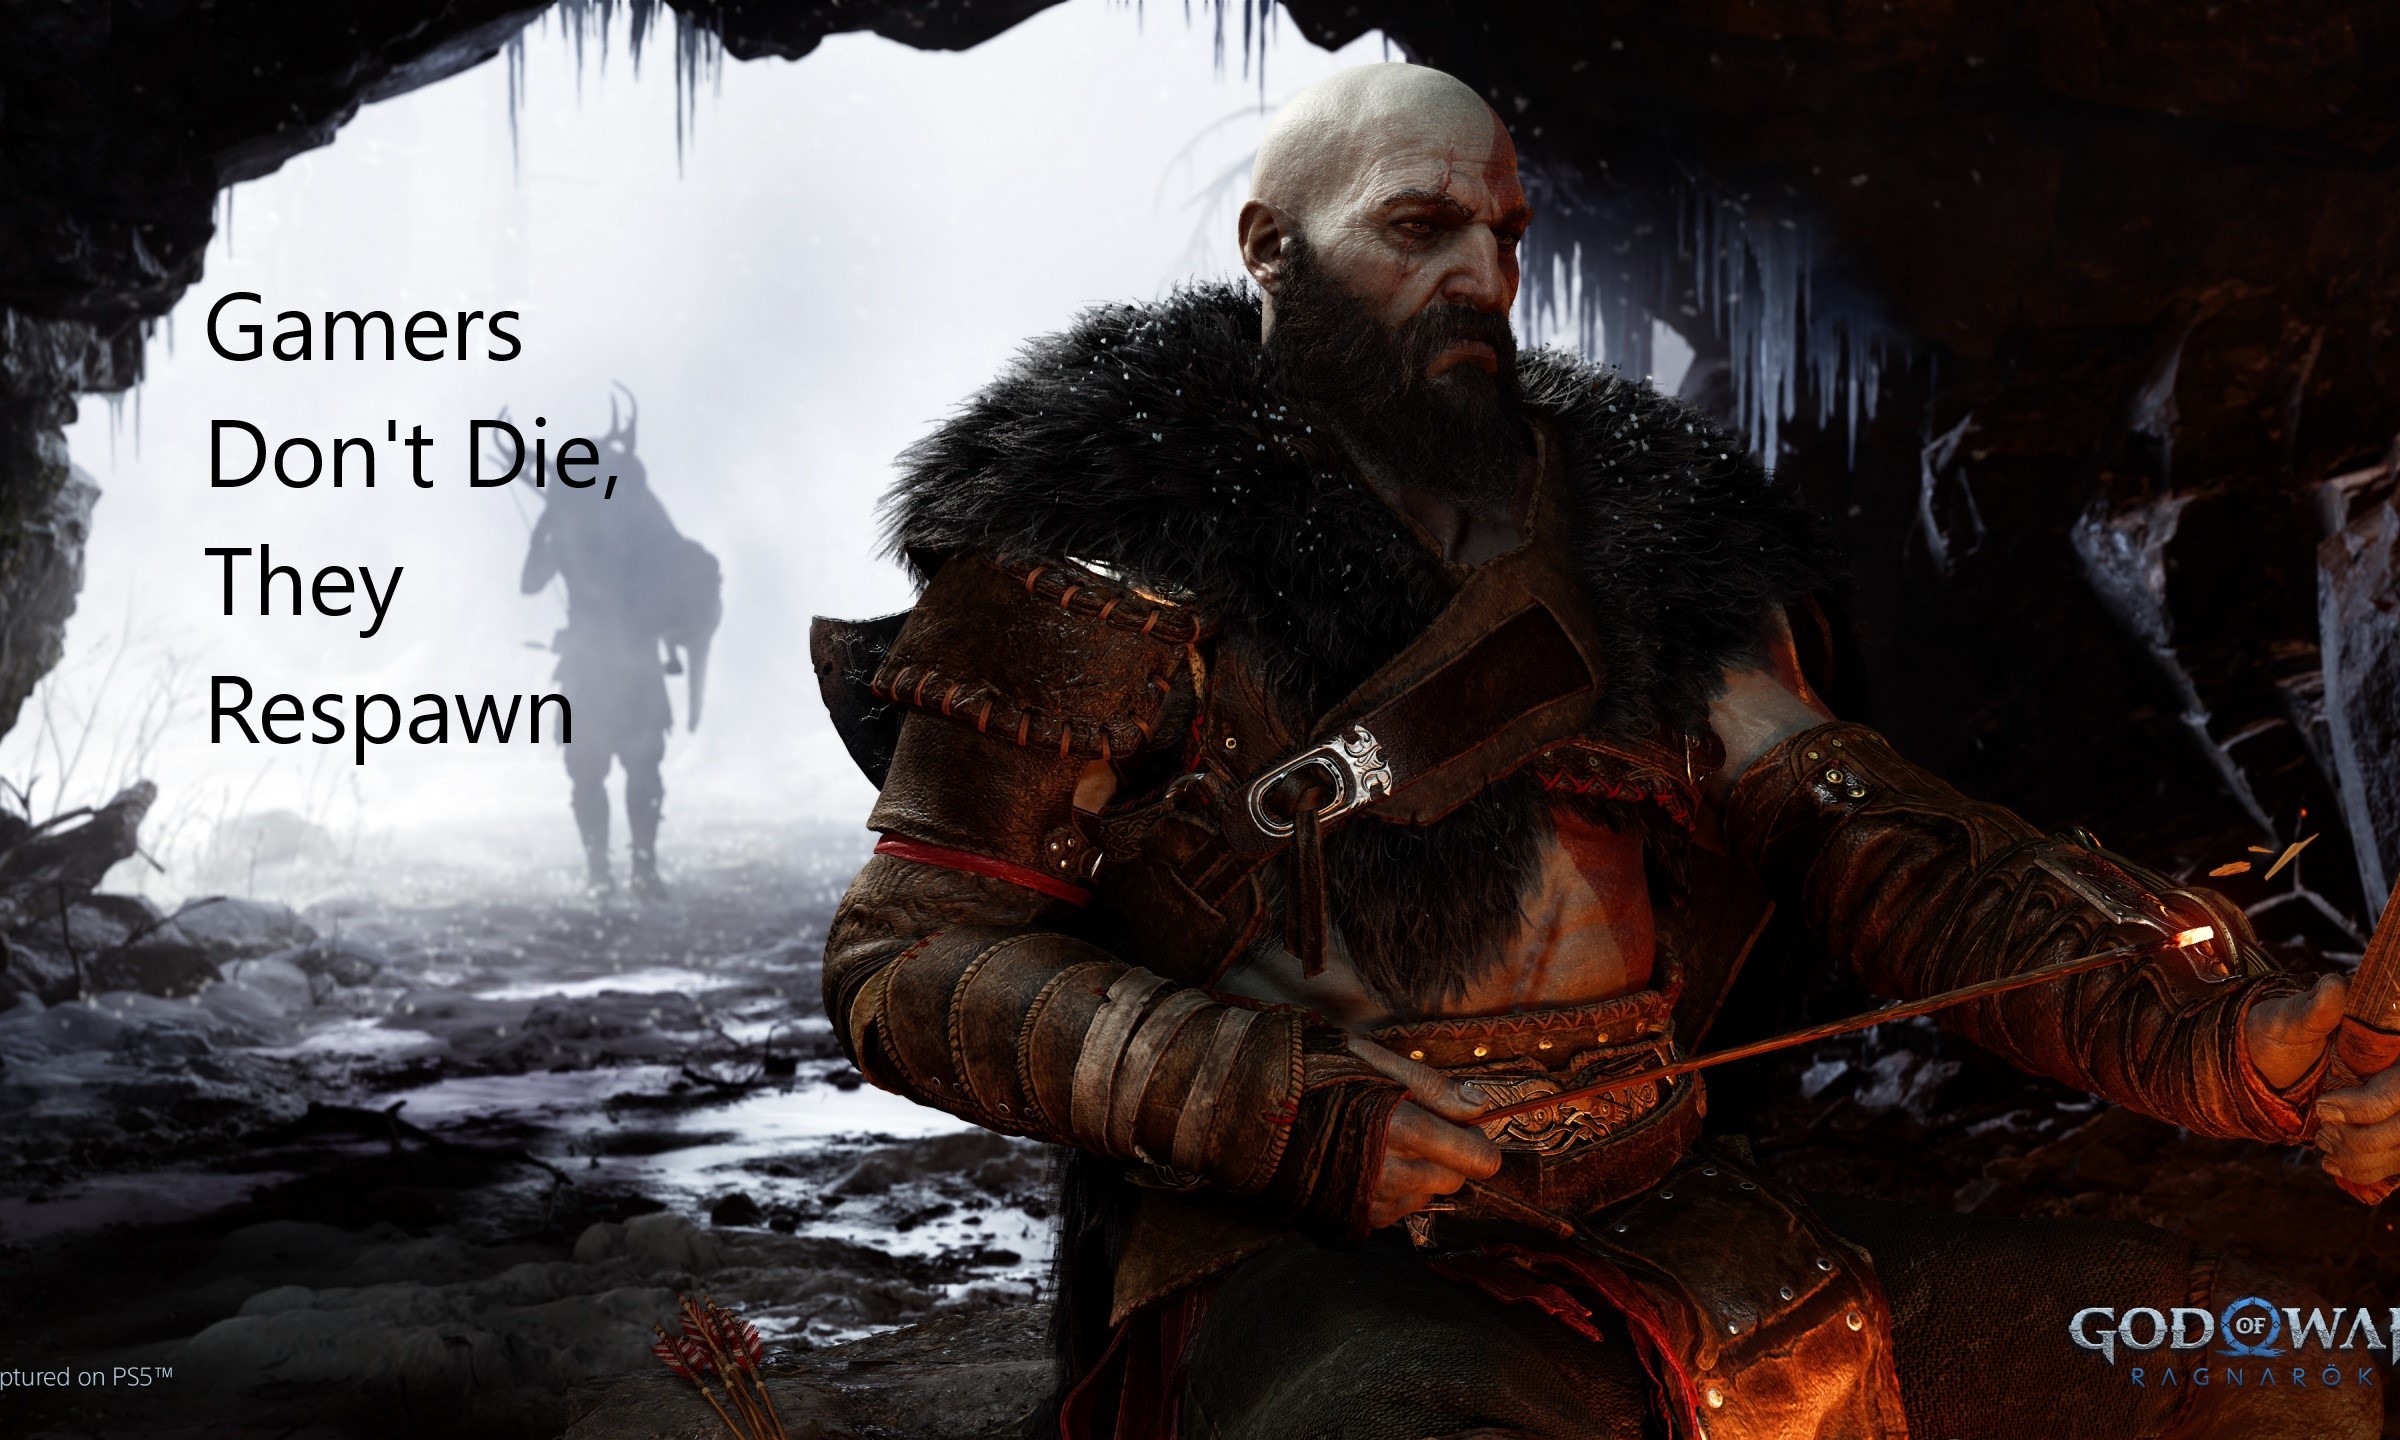 Gamers
Don't Die,
They
Respawn
ptured on PS5™
GOD OF WA
RAGNARÖK